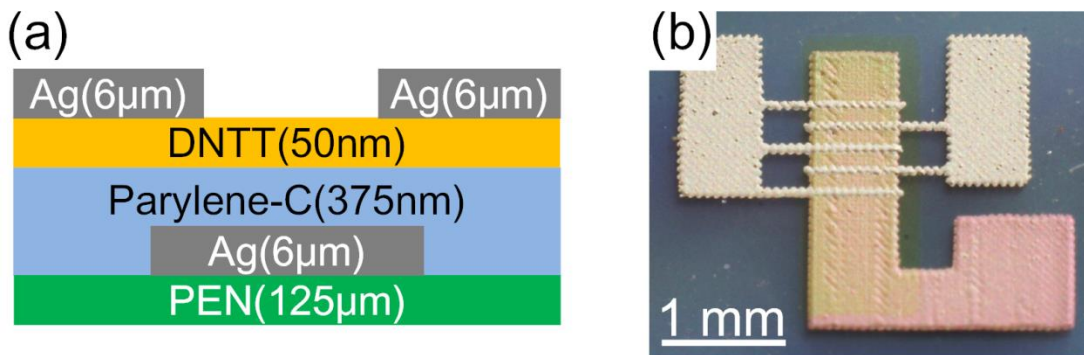 (a)
Ag(6μm) Ag(6μm)
DNTT(50nm)
Parylene-C(375nm)
Ag(6μm)
PEN(125μm)
(b)
1 mm